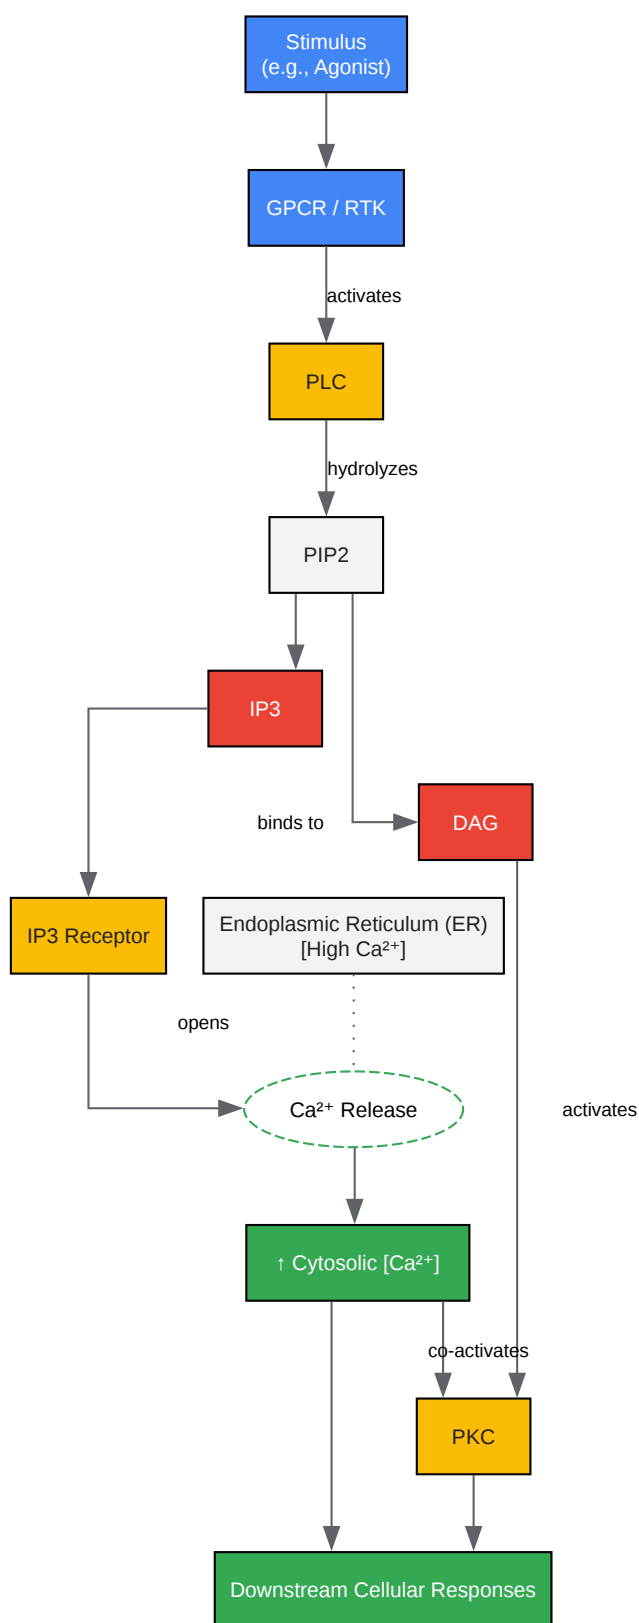 Stimulus
(e.g., Agonist)
GPCR / RTK
activates
PLC
hydrolyzes
PIP2
IP3
binds to
DAG
IP3 Receptor
Endoplasmic Reticulum (ER)
[High Ca²⁺]
opens
Ca²⁺ Release
activates
↑ Cytosolic [Ca²⁺]
co-activates
PKC
Downstream Cellular Responses